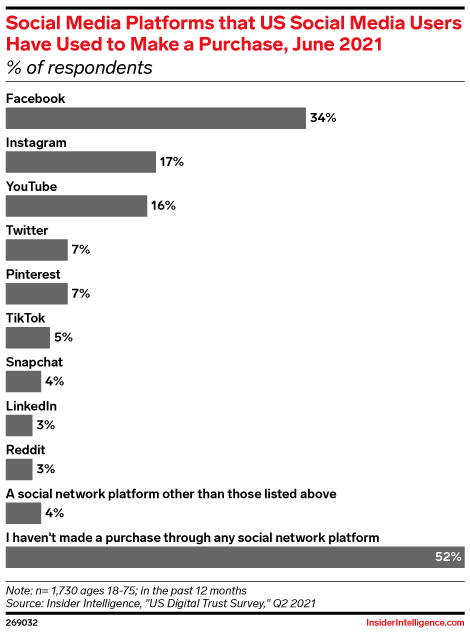 Social Media Platforms that US Social Media Users
Have Used to Make a Purchase, June 2021
% of respondents
Facebook
34%
Instagram
17%
YouTube
16%
Twitter
7%
Pinterest
7%
TikTok
5%
Snapchat
4%
LinkedIn
3%
Reddit
3%
A social network platform other than those listed above
4%
I haven't made a purchase through any social network platform
52%
Note: n= 1,730 ages 18-75; in the past 12 months
Source: Insider Intelligence, "US Digital Trust Survey," Q2 2021
269032
InsiderIntelligence.com